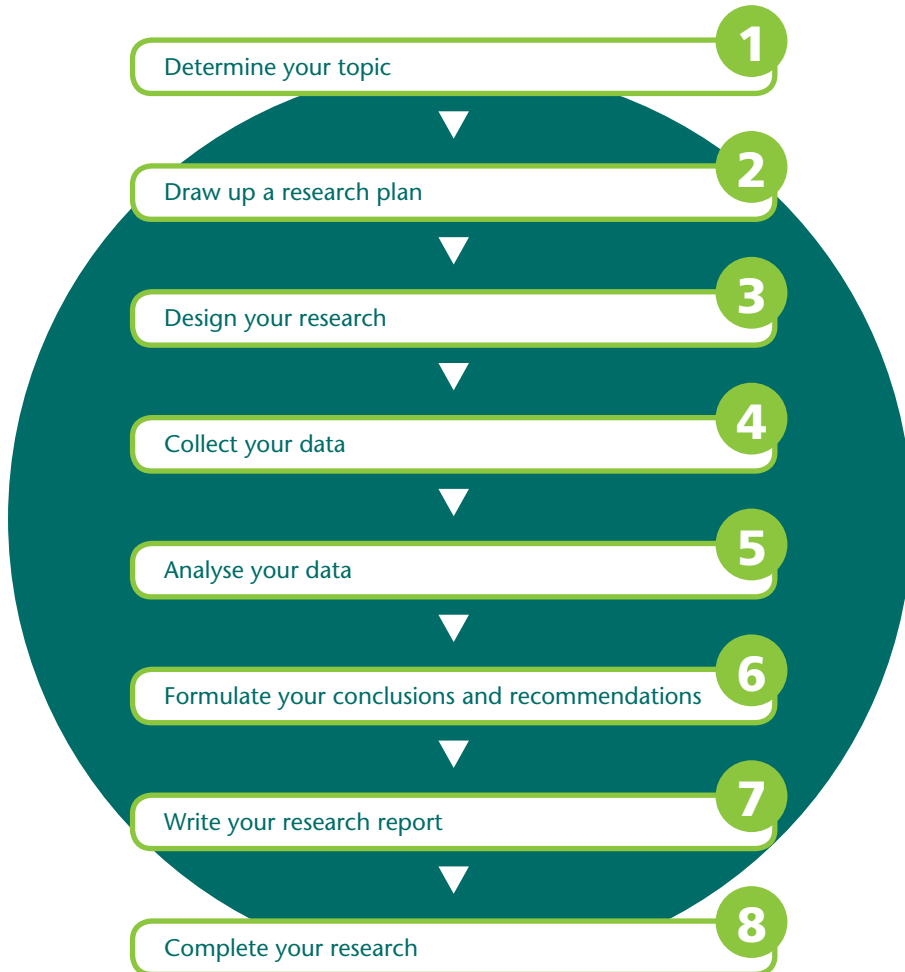 1
Determine your topic
2
Draw up a research plan
3
Design your research
4
Collect your data
5
Analyse your data
6
Formulate your conclusions and recommendations
7
Write your research report
8
Complete your research